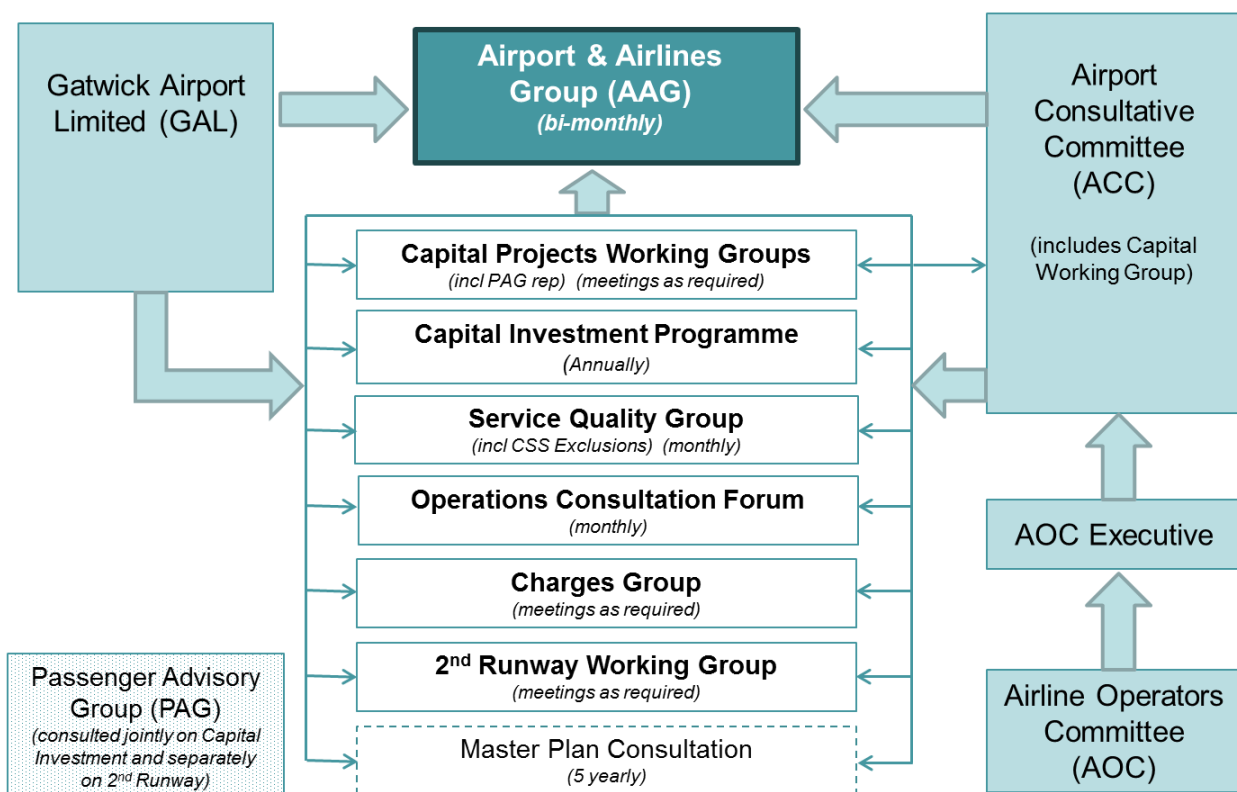 Gatwick Airport
Limited (GAL)
Airport & Airlines
Group (AAG)
(bi-monthly)
Airport
Consultative
Committee
(ACC)
(includes Capital
Working Group)
Capital Projects Working Groups
(incl PAG rep) (meetings as required)
Capital Investment Programme
(Annually)
Service Quality Group
(incl CSS Exclusions) (monthly)
Operations Consultation Forum
(monthly)
Charges Group
(meetings as required)
2nd Runway Working Group
(meetings as required)
Master Plan Consultation
(5 yearly)
AOC Executive
Airline Operators
Committee
(AOC)
Passenger Advisory
Group (PAG)
(consulted jointly on Capital
Investment and separately
on 2nd Runway)